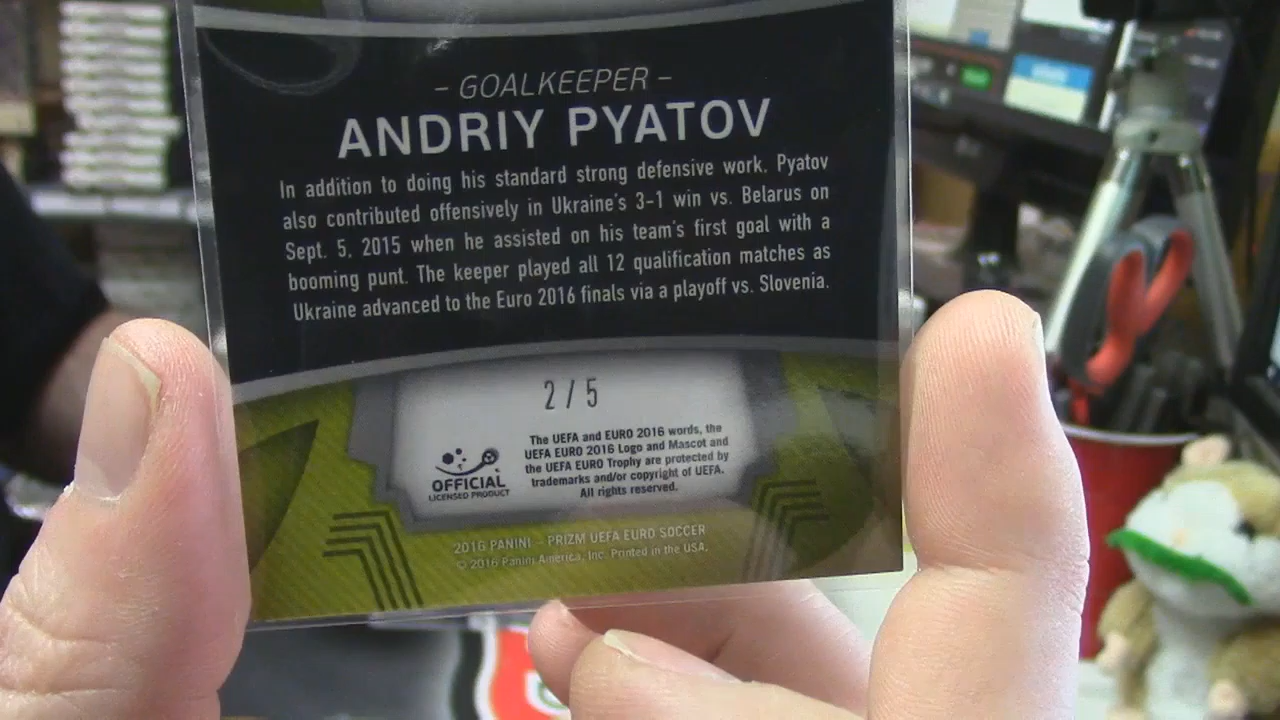 – GOALKEEPER –
ANDRIY PYATOV
In addition to doing his standard strong defensive work, Pyatov
also contributed offensively in Ukraine's 3-1 win vs. Belarus on
Sept. 5, 2015 when he assisted on his team's first goal with a
booming punt. The keeper played all 12 qualification matches as
Ukraine advanced to the Euro 2016 finals via a playoff vs. Slovenia.
2 / 5
OFFICIAL
LICENSED PRODUCT
The UEFA and EURO 2016 words, the
UEFA EURO 2016 Logo and Mascot and
the UEFA EURO Trophy are protected by
trademarks and/or copyright of UEFA.
All rights reserved.
2016 PANINI – PRIZM UEFA EURO SOCCER
© 2016 Panini America, Inc. Printed in the USA.